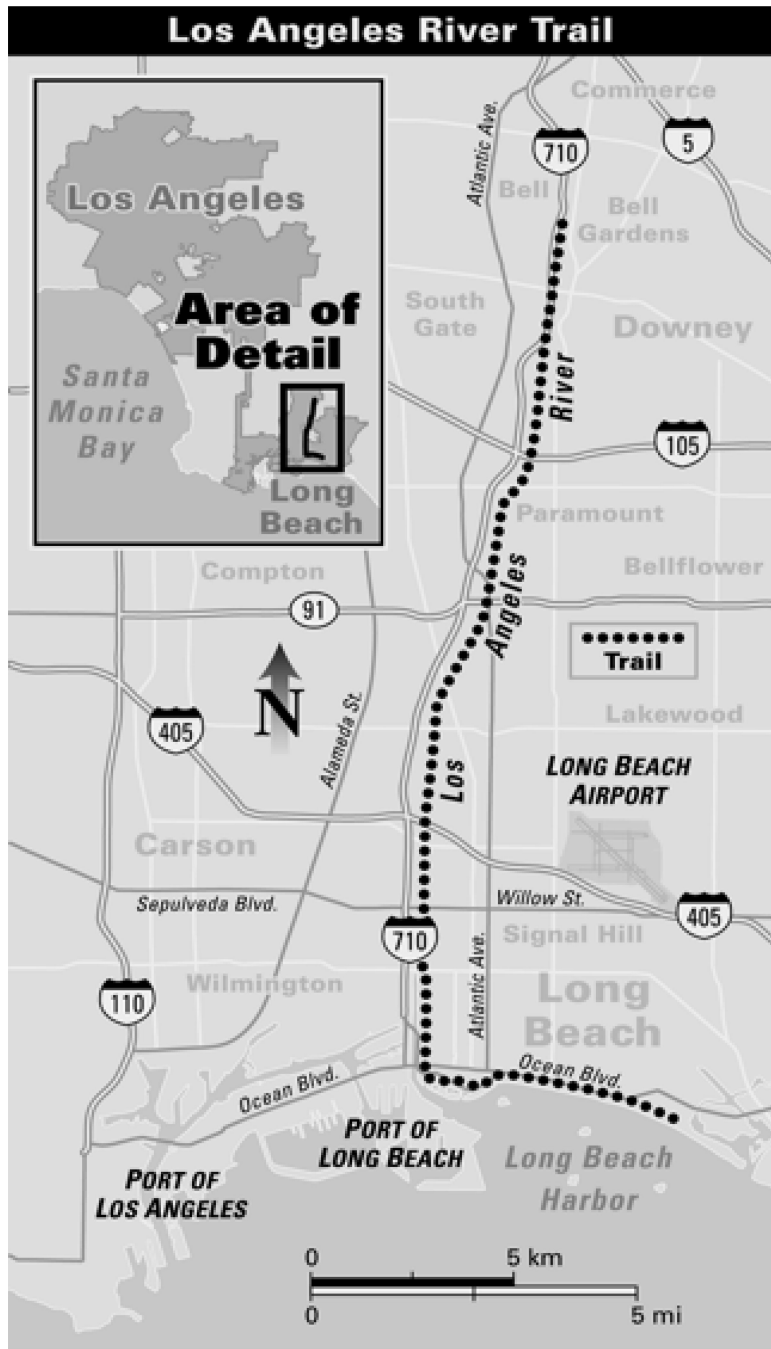 Los Angeles River Trail
Commerce
5
710
Atlantic Ave.
Bell
Bell
Gardens
Los Angeles
South
Gate
Downey
Area of
Detail
Santa
Monica
Bay
River
105
Long
Beach
Paramount
Compton
Bellflower
91
Angeles
Trail
N
405
Alameda St.
Lakewood
Los
LONG BEACH
AIRPORT
Carson
Sepulveda Blvd.
Willow St.
405
710
Signal Hill
Atlantic Ave.
Wilmington
110
Long
Beach
Ocean Blvd.
Ocean Blvd.
PORT OF
LONG BEACH
Long Beach
Harbor
PORT OF
LOS ANGELES
0 5 km
0 5 mi